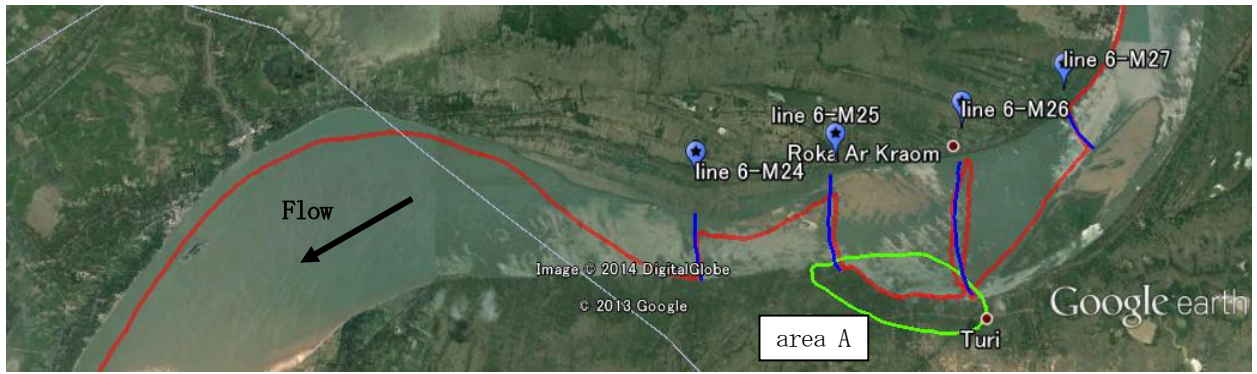 line 6-M27
line 6-M26
line 6-M25
Roka Ar Kraom
line 6-M24
Flow
Image © 2014 DigitalGlobe
© 2013 Google
Google earth
area A
Turi